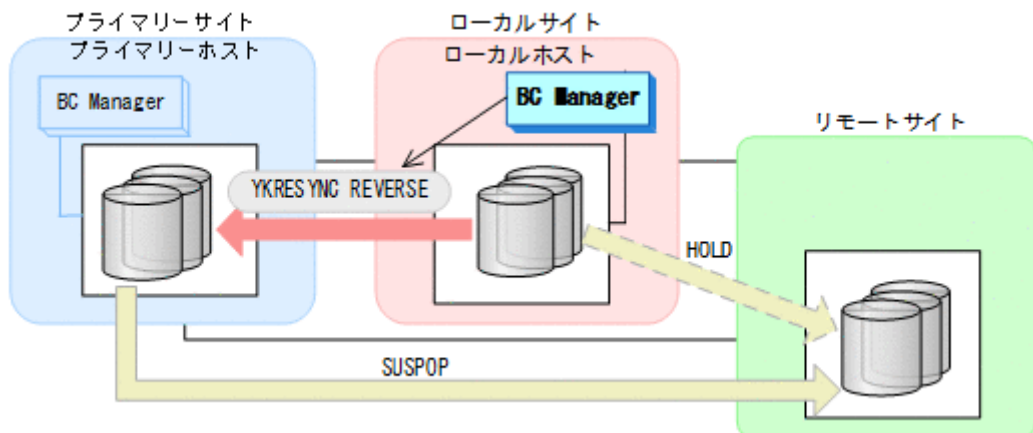 プライマリーサイト
プライマリーホスト
BC Manager
ローカルサイト
ローカルホスト
BC Manager
リモートサイト
YKRESYNC REVERSE
HOLD
SUSPOP